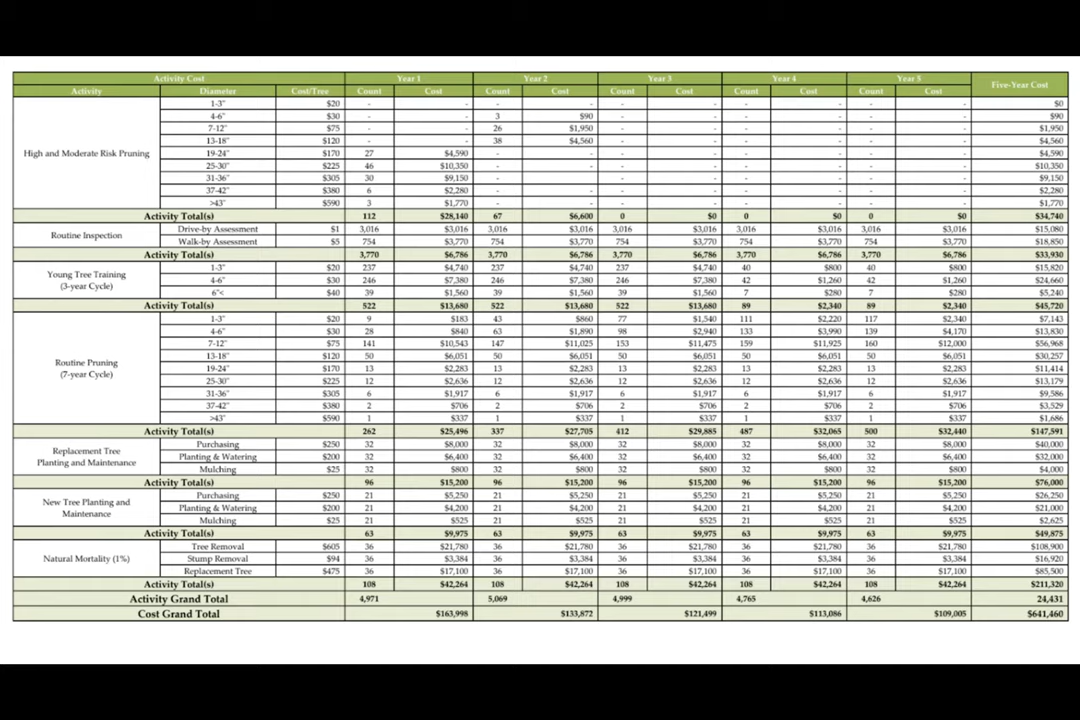 Activity Cost Year 1 Year 2 Year 3 Year 4 Year 5 Five-Year Cost
Activity Diameter Cost/Tree Count Cost Count Cost Count Cost Count Cost Count Cost
High and Moderate Risk Pruning
1-3" $20 - - - - - - - - - - $0
4-6" $30 - - 3 $90 - - - - - - $90
7-12" $75 - - 26 $1,950 - - - - - - $1,950
13-18" $120 - - 38 $4,560 - - - - - - $4,560
19-24" $170 27 $4,590 - - - - - - - - $4,590
25-30" $225 46 $10,350 - - - - - - - - $10,350
31-36" $305 30 $9,150 - - - - - - - $9,150
37-42" $380 6 $2,280 - - - - - - - - $2,280
>43" $590 3 $1,770 - - - - - - - - $1,770
Activity Total(s) 112 $28,140 67 $6,600 0 $0 0 $0 0 $0 $34,740
Routine Inspection
Drive-by Assessment $1 3,016 $3,016 3,016 $3,016 3,016 $3,016 3,016 $3,016 3,016 $3,016 $15,080
Walk-by Assessment $5 754 $3,770 754 $3,770 754 $3,770 754 $3,770 754 $3,770 $18,850
Activity Total(s) 3,770 $6,786 3,770 $6,786 3,770 $6,786 3,770 $6,786 3,770 $6,786 $33,930
Young Tree Training
(3-year Cycle)
1-3" $20 237 $4,740 237 $4,740 237 $4,740 40 $800 40 $800 $15,820
4-6" $30 246 $7,380 246 $7,380 246 $7,380 42 $1,260 42 $1,260 $24,660
6"< $40 39 $1,560 39 $1,560 39 $1,560 7 $280 7 $280 $5,240
Activity Total(s) 522 $13,680 522 $13,680 522 $13,680 89 $2,340 89 $2,340 $45,720
Routine Pruning
(7-year Cycle)
1-3" $20 9 $183 43 $860 77 $1,540 111 $2,220 117 $2,340 $7,143
4-6" $30 28 $840 63 $1,890 98 $2,940 133 $3,990 139 $4,170 $13,830
7-12" $75 141 $10,543 147 $11,025 153 $11,475 159 $11,925 160 $12,000 $56,968
13-18" $120 50 $6,051 50 $6,051 50 $6,051 50 $6,051 50 $6,051 $30,257
19-24" $170 13 $2,283 13 $2,283 13 $2,283 13 $2,283 13 $2,283 $11,414
25-30" $225 12 $2,636 12 $2,636 12 $2,636 12 $2,636 12 $2,636 $13,179
31-36" $305 6 $1,917 6 $1,917 6 $1,917 6 $1,917 6 $1,917 $9,586
37-42" $380 2 $706 2 $706 2 $706 2 $706 2 $706 $3,529
>43" $590 1 $337 1 $337 1 $337 1 $337 1 $337 $1,686
Activity Total(s) 262 $25,496 337 $27,705 412 $29,885 487 $32,065 500 $32,440 $147,591
Replacement Tree
Planting and Maintenance
Purchasing $250 32 $8,000 32 $8,000 32 $8,000 32 $8,000 32 $8,000 $40,000
Planting & Watering $200 32 $6,400 32 $6,400 32 $6,400 32 $6,400 32 $6,400 $32,000
Mulching $25 32 $800 32 $800 32 $800 32 $800 32 $800 $4,000
Activity Total(s) 96 $15,200 96 $15,200 96 $15,200 96 $15,200 96 $15,200 $76,000
New Tree Planting and
Maintenance
Purchasing $250 21 $5,250 21 $5,250 21 $5,250 21 $5,250 21 $5,250 $26,250
Planting & Watering $200 21 $4,200 21 $4,200 21 $4,200 21 $4,200 21 $4,200 $21,000
Mulching $25 21 $525 21 $525 21 $525 21 $525 21 $525 $2,625
Activity Total(s) 63 $9,975 63 $9,975 63 $9,975 63 $9,975 63 $9,975 $49,875
Natural Mortality (1%)
Tree Removal $605 36 $21,780 36 $21,780 36 $21,780 36 $21,780 36 $21,780 $108,900
Stump Removal $94 36 $3,384 36 $3,384 36 $3,384 36 $3,384 36 $3,384 $16,920
Replacement Tree $475 36 $17,100 36 $17,100 36 $17,100 36 $17,100 36 $17,100 $85,500
Activity Total(s) 108 $42,264 108 $42,264 108 $42,264 108 $42,264 108 $42,264 $211,320
Activity Grand Total 4,971 5,069 4,999 4,765 4,626 24,431
Cost Grand Total $163,998 $133,872 $121,499 $113,086 $109,005 $641,460